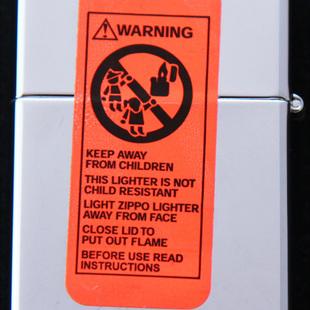 WARNING
KEEP AWAY
FROM CHILDREN
THIS LIGHTER IS NOT
CHILD RESISTANT
LIGHT ZIPPO LIGHTER
AWAY FROM FACE
CLOSE LID TO
PUT OUT FLAME
BEFORE USE READ
INSTRUCTIONS